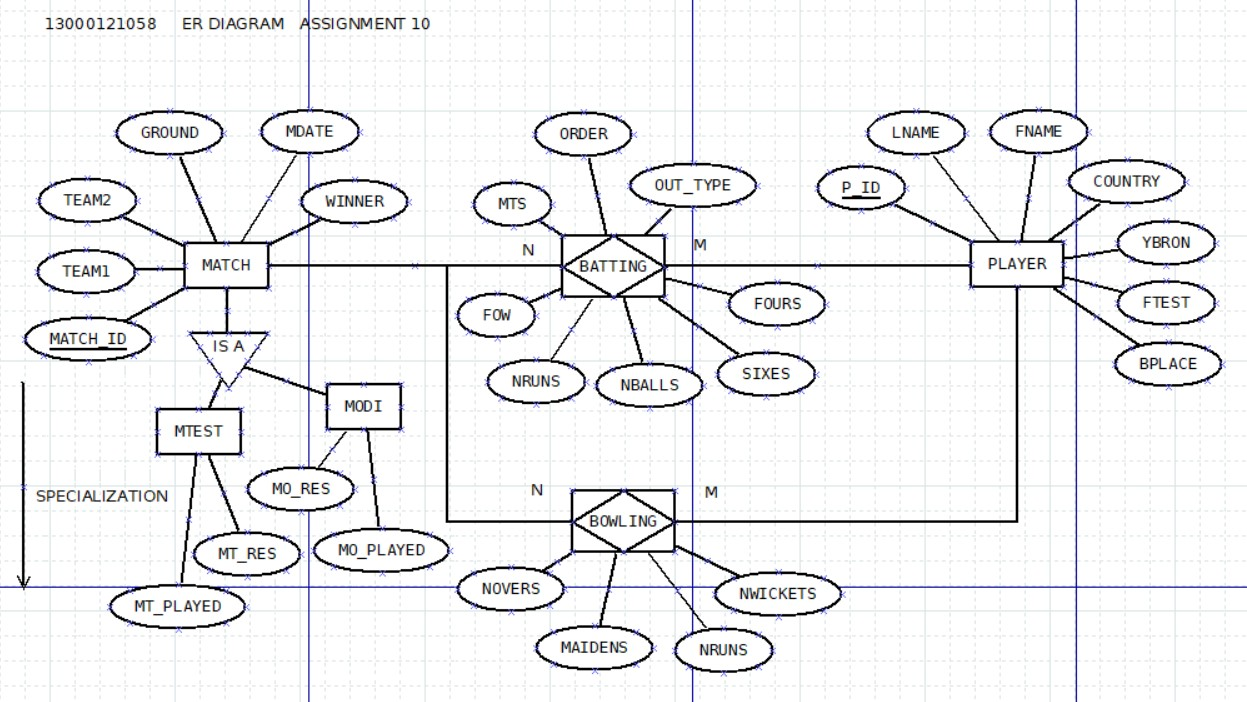 13000121058 ER DIAGRAM ASSIGNMENT 10
GROUND
MDATE
TEAM2
WINNER
TEAM1
MATCH
MATCH_ID
IS A
MTEST
MODI
SPECIALIZATION
MO_RES
MT_RES
MO_PLAYED
MT_PLAYED
ORDER
MTS
OUT_TYPE
N
M
BATTING
FOW
FOURS
NRUNS
NBALLS
SIXES
LNAME
FNAME
P_ID
COUNTRY
YBRON
PLAYER
FTEST
BPLACE
N
M
BOWLING
NOVERS
NWICKETS
MAIDENS
NRUNS